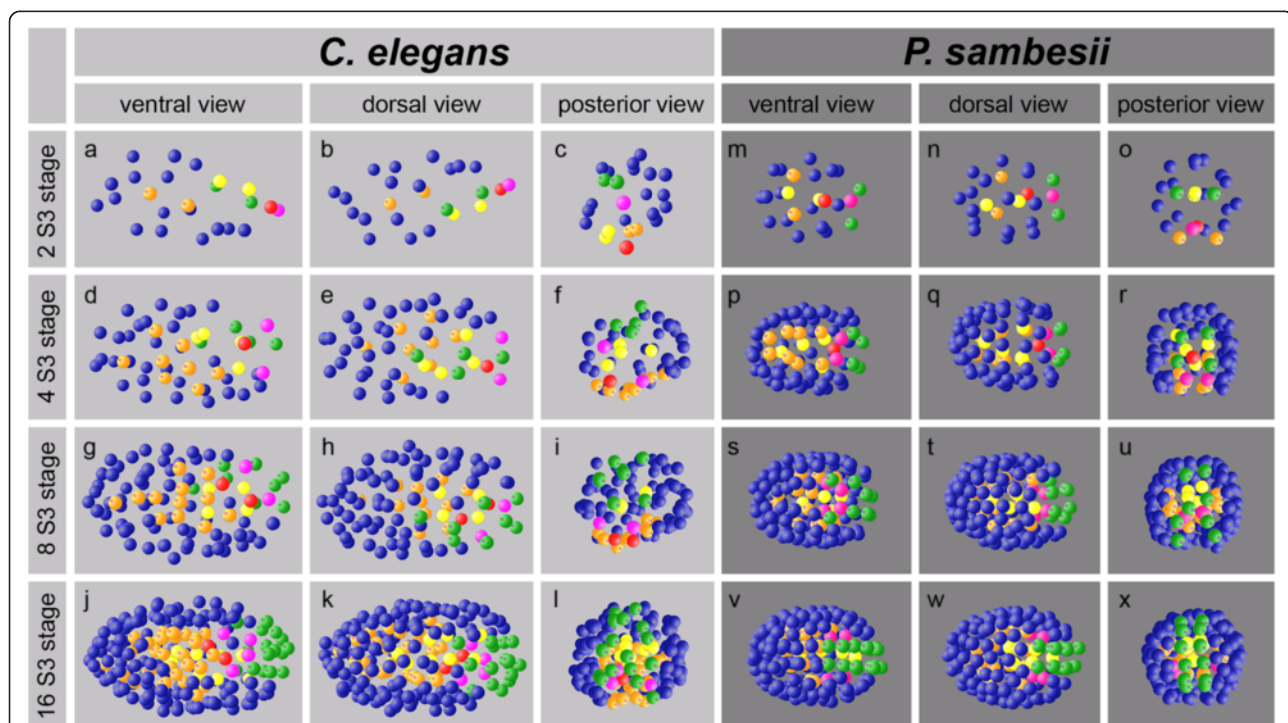 C. elegans P. sambesii
ventral view dorsal view posterior view ventral view dorsal view posterior view
2 S3 stage
a b c m n o
4 S3 stage
d e f p q r
8 S3 stage
g h i s t u
16 S3 stage
j k l v w x